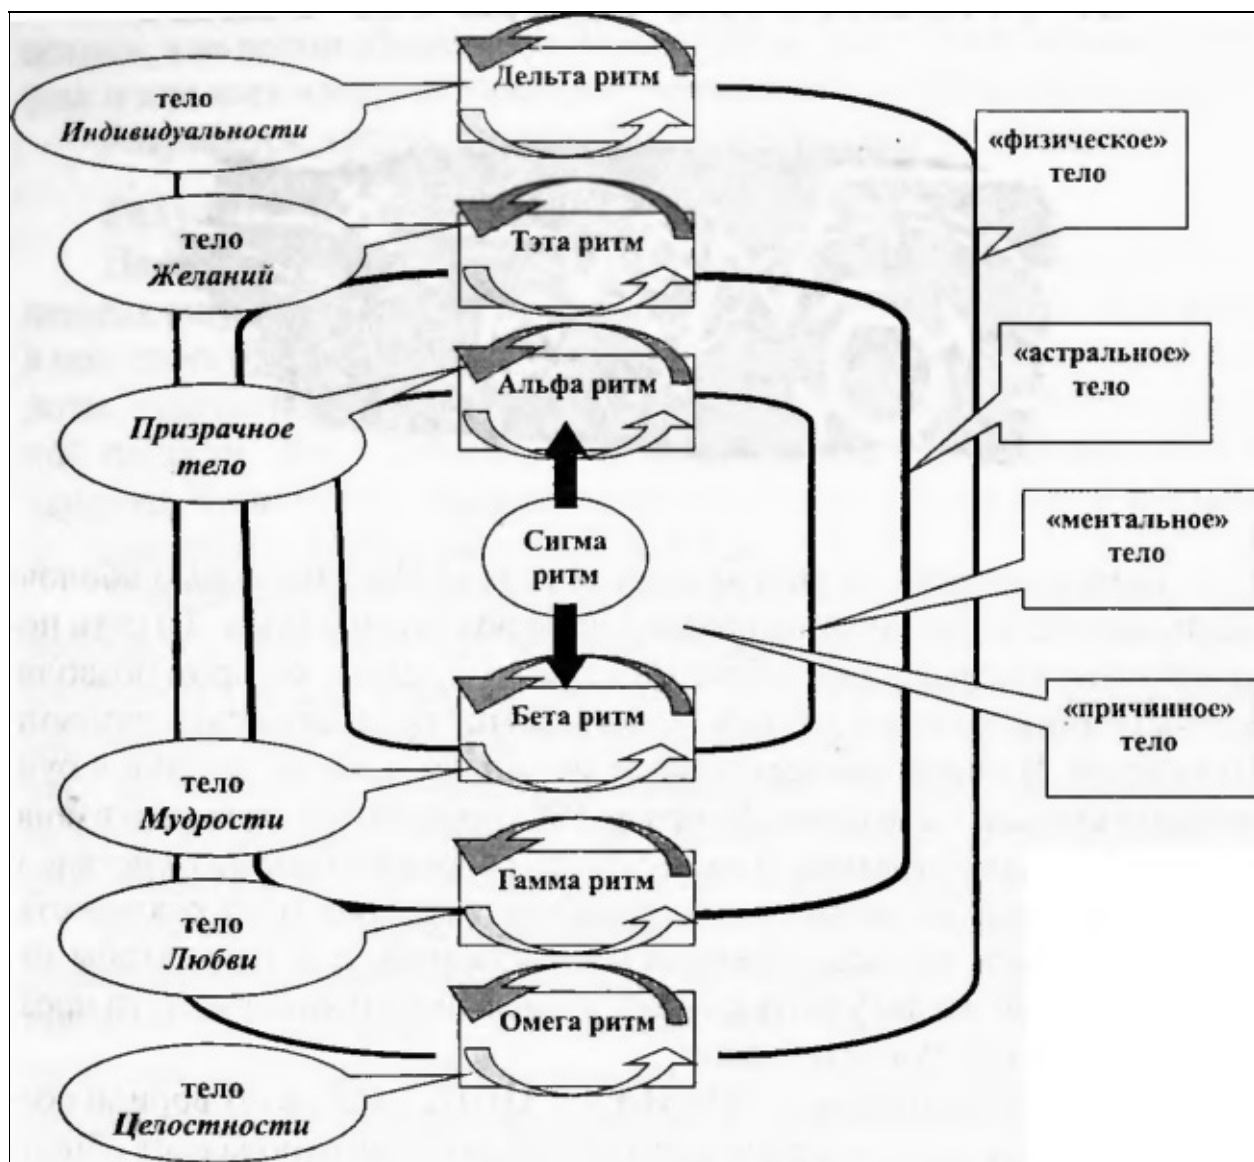 Дельта ритм
тело
Индивидуальности
«физическое»
тело
тело
Желаний
Тэта ритм
«астральное»
тело
Альфа ритм
Призрачное
тело
«ментальное»
тело
Сигма
ритм
«причинное»
тело
Бета ритм
тело
Мудрости
Гамма ритм
тело
Любви
Омега ритм
тело
Целостности